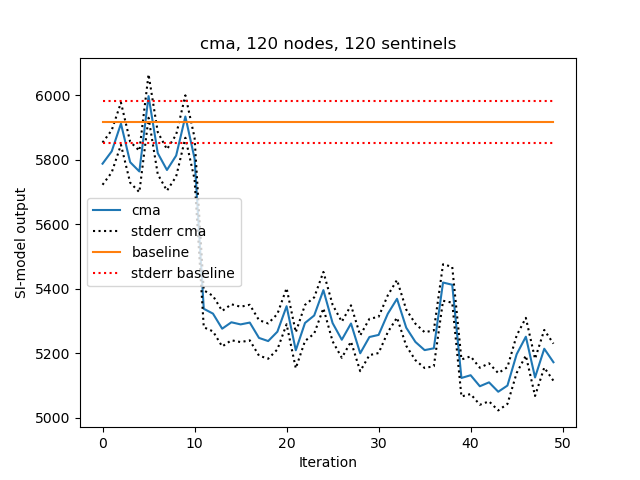 cma, 120 nodes, 120 sentinels
6000
5800
5600
5400
5200
5000
SI-model output
cma
stderr cma
baseline
stderr baseline
0
10
20
30
40
50
Iteration